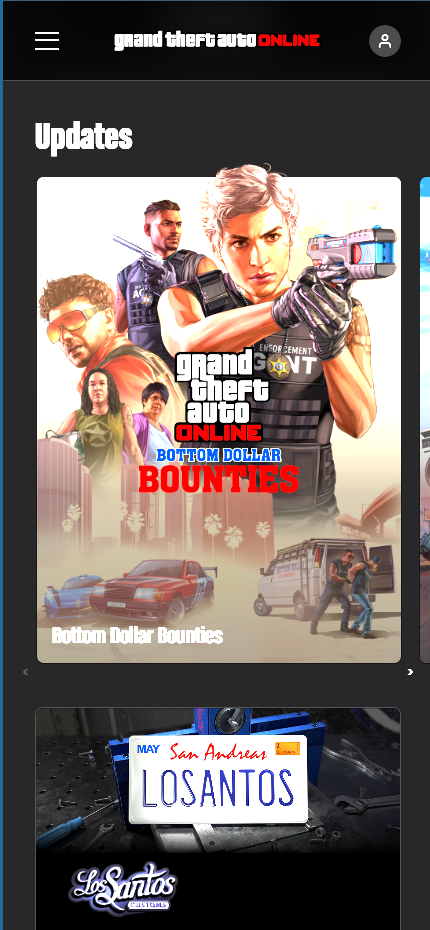 grand theft auto ONLINE
Updates
ENFORCEMENT
grand
theft
auto
ONLINE
BOTTOM DOLLAR
BOUNTIES
Bottom Dollar Bounties
MAY
San Andreas
LOSANTOS
Los Santos
CUSTOMS